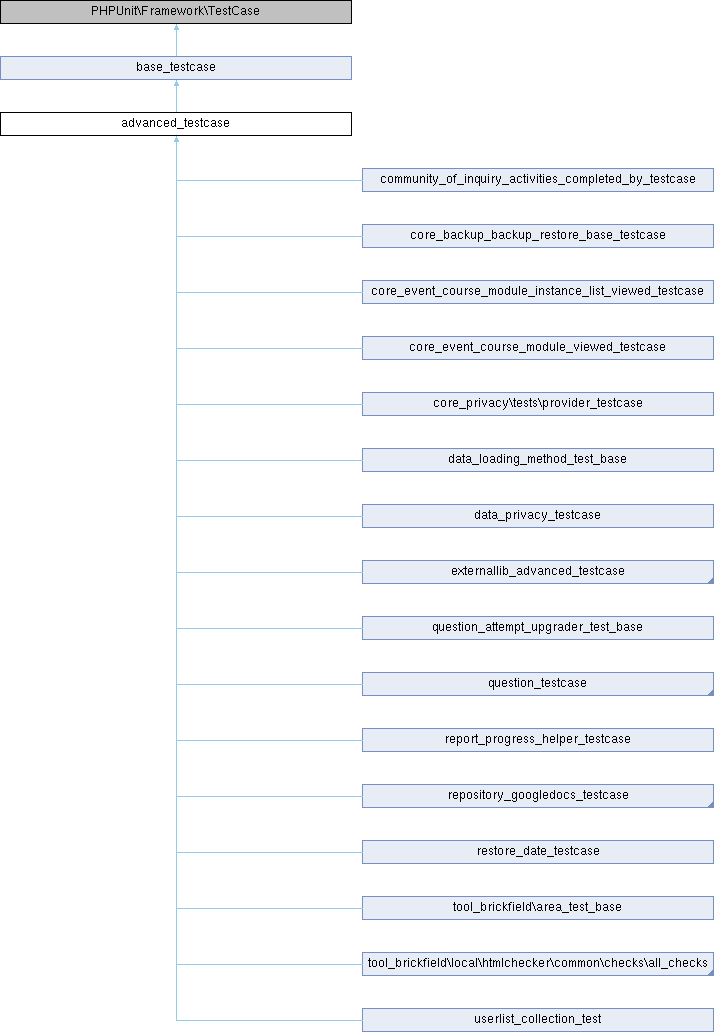 PHPUnit\Framework\TestCase
base_testcase
advanced_testcase
community_of_inquiry_activities_completed_by_testcase
core_backup_backup_restore_base_testcase
core_event_course_module_instance_list_viewed_testcase
core_event_course_module_viewed_testcase
core_privacy\tests\provider_testcase
data_loading_method_test_base
data_privacy_testcase
externallib_advanced_testcase
question_attempt_upgrader_test_base
question_testcase
report_progress_helper_testcase
repository_googledocs_testcase
restore_date_testcase
tool_brickfield\area_test_base
tool_brickfield\local\htmlchecker\common\checks\all_checks
userlist_collection_test